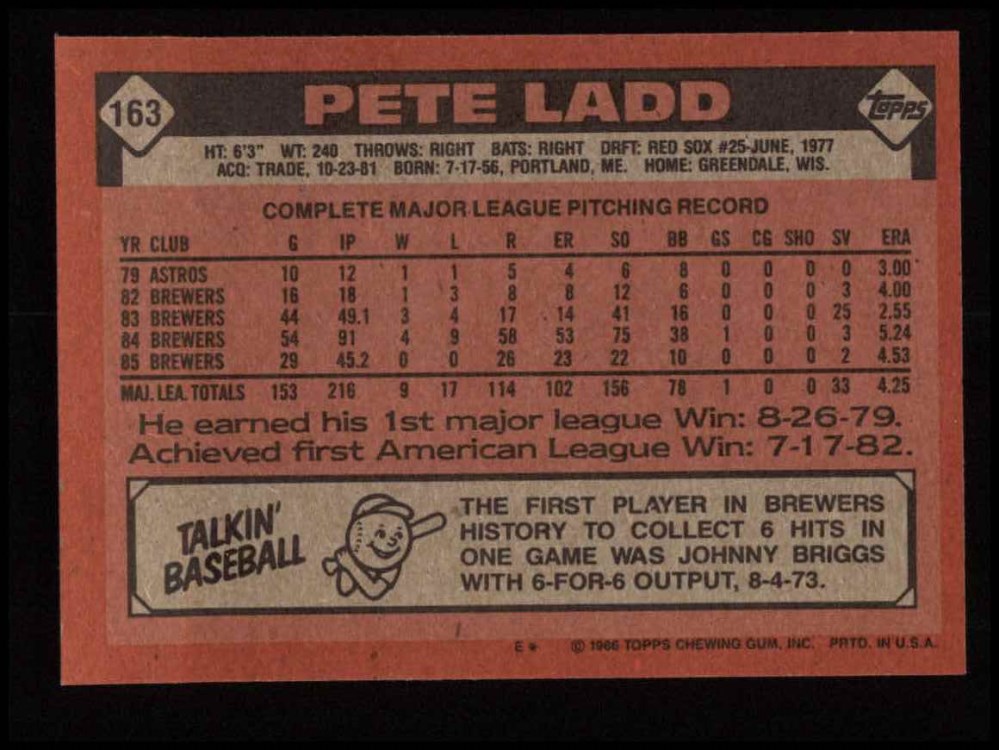 163
PETE LADD
TOPPS
HT: 6'3" WT: 240 THROWS: RIGHT BATS: RIGHT DRFT: RED SOX #25-JUNE, 1977
ACQ: TRADE, 10-23-81 BORN: 7-17-56, PORTLAND, ME. HOME: GREENDALE, WIS.
COMPLETE MAJOR LEAGUE PITCHING RECORD
YR CLUB G IP W L R ER SO BB GS CG SHO SV ERA
79 ASTROS 10 12 1 1 5 4 6 8 0 0 0 0 3.00
82 BREWERS 16 18 1 3 8 8 12 6 0 0 0 3 4.00
83 BREWERS 44 49.1 3 4 17 14 41 16 0 0 0 25 2.55
84 BREWERS 54 91 4 9 58 53 75 38 1 0 0 3 5.24
85 BREWERS 29 45.2 0 0 26 23 22 10 0 0 0 2 4.53
MAJ. LEA. TOTALS 153 216 9 17 114 102 156 78 1 0 0 33 4.25
He earned his 1st major league Win: 8-26-79.
Achieved first American League Win: 7-17-82.
TALKIN'
BASEBALL
THE FIRST PLAYER IN BREWERS
HISTORY TO COLLECT 6 HITS IN
ONE GAME WAS JOHNNY BRIGGS
WITH 6-FOR-6 OUTPUT, 8-4-73.
E* © 1986 TOPPS CHEWING GUM, INC. PRTD. IN U.S.A.